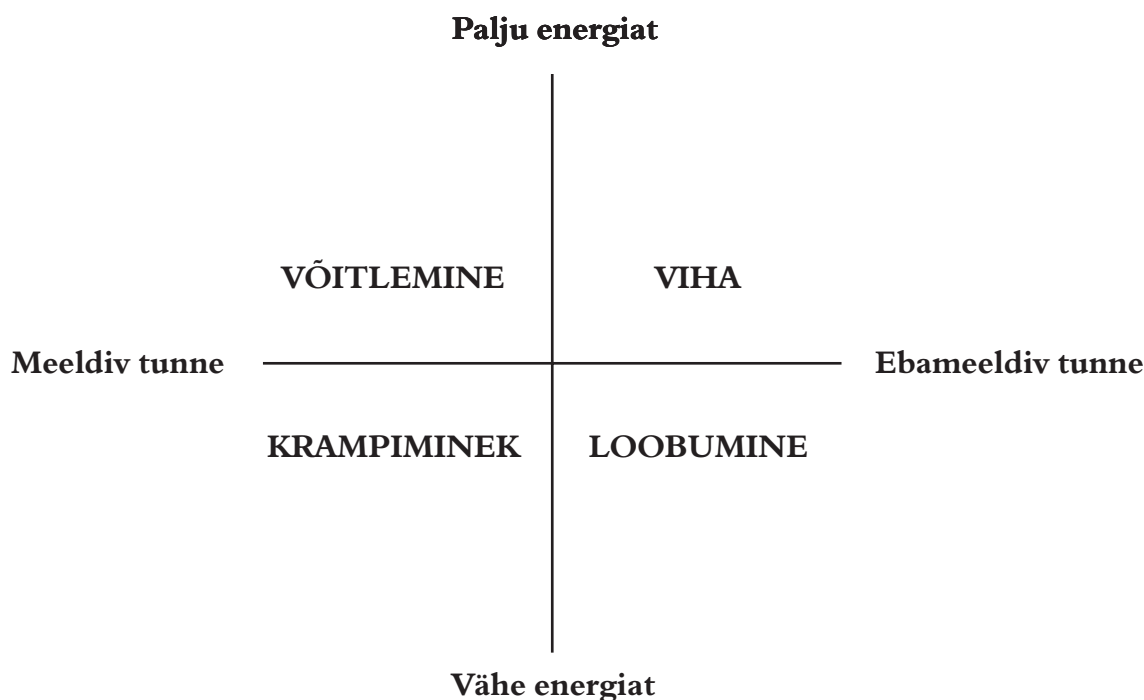 Palju energiat
VÕITLEMINE VIHA
Meeldiv tunne Ebameeldiv tunne
KRAMPIMINEK LOOBUMINE
Vähe energiat